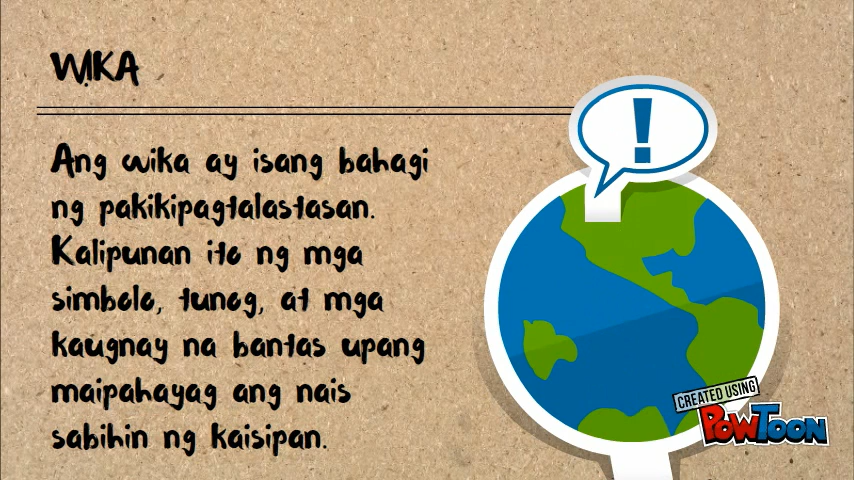 WIKA
Ang wika ay isang bahagi
ng pakikipagtalastasan.
Kalipunan ito ng mga
simbolo, tunog, at mga
kaugnay na bantas upang
maipahayag ang nais
sabihin ng kaisipan.
!
CREATED USING
POWTOON